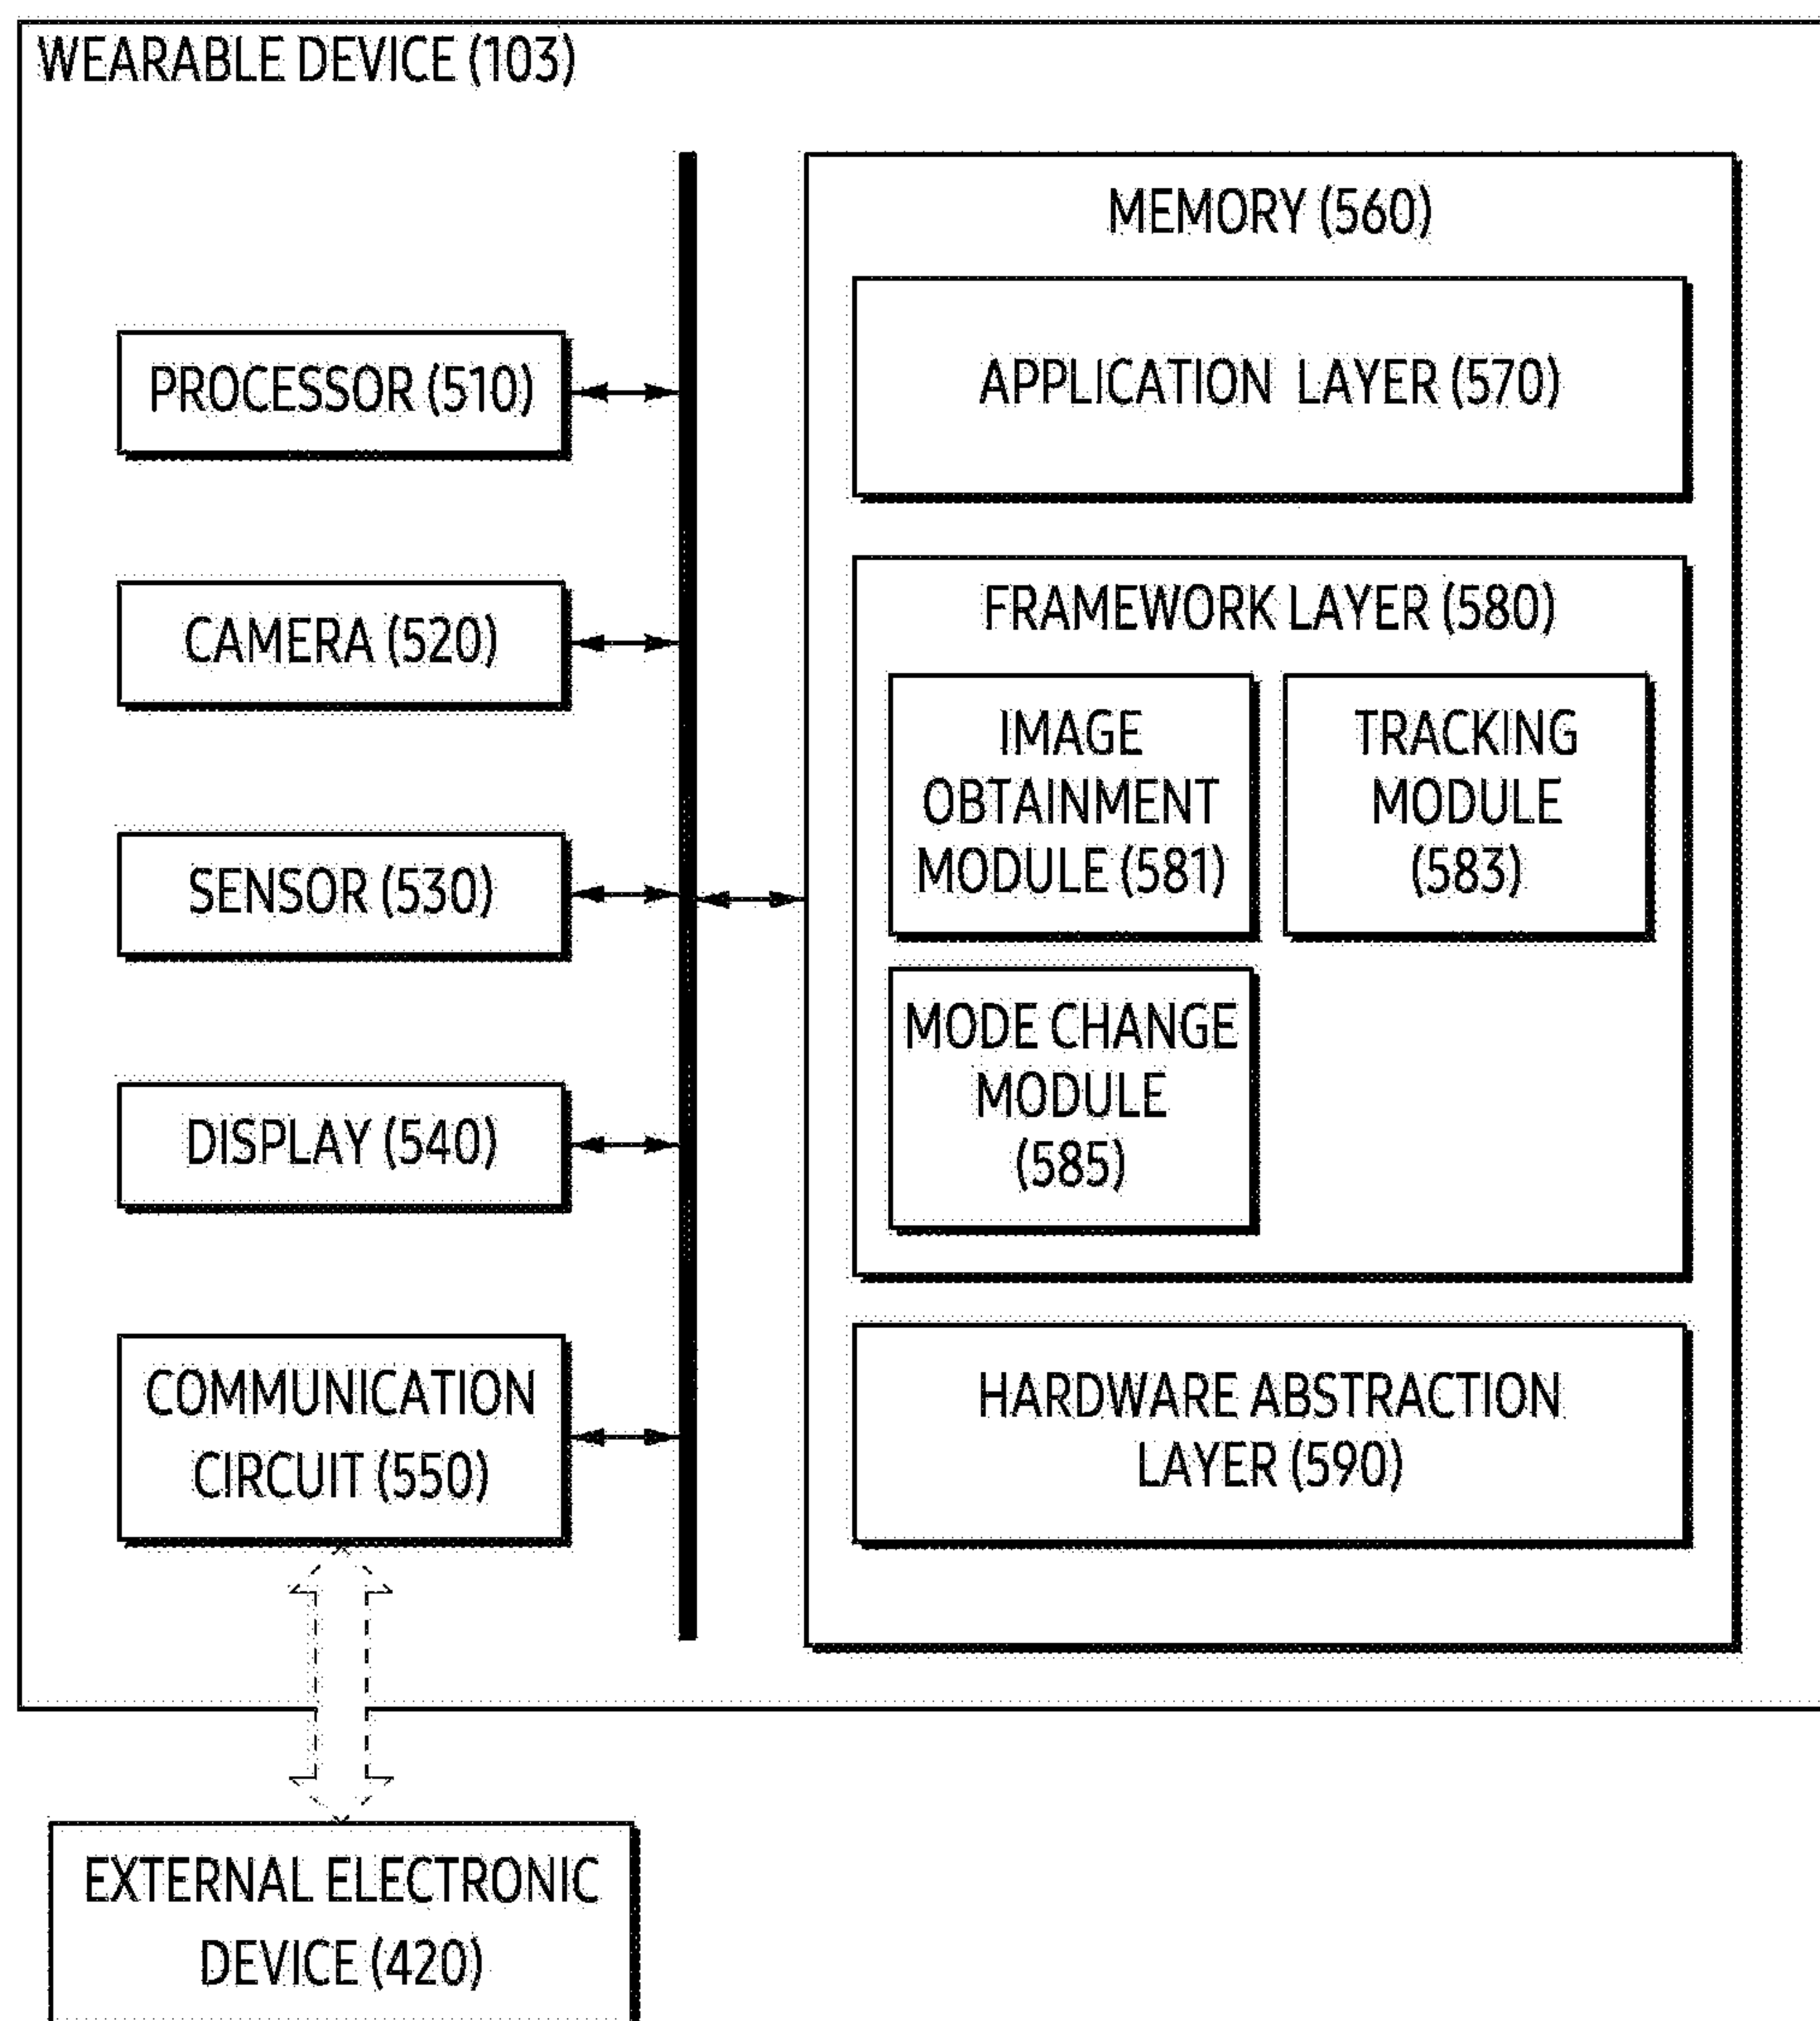 WEARABLE DEVICE (103)
PROCESSOR (510)
CAMERA (520)
SENSOR (530)
DISPLAY (540)
COMMUNICATION
CIRCUIT (550)
MEMORY (560)
APPLICATION LAYER (570)
FRAMEWORK LAYER (580)
IMAGE
OBTAINMENT
MODULE (581)
TRACKING
MODULE
(583)
MODE CHANGE
MODULE
(585)
HARDWARE ABSTRACTION
LAYER (590)
EXTERNAL ELECTRONIC
DEVICE (420)